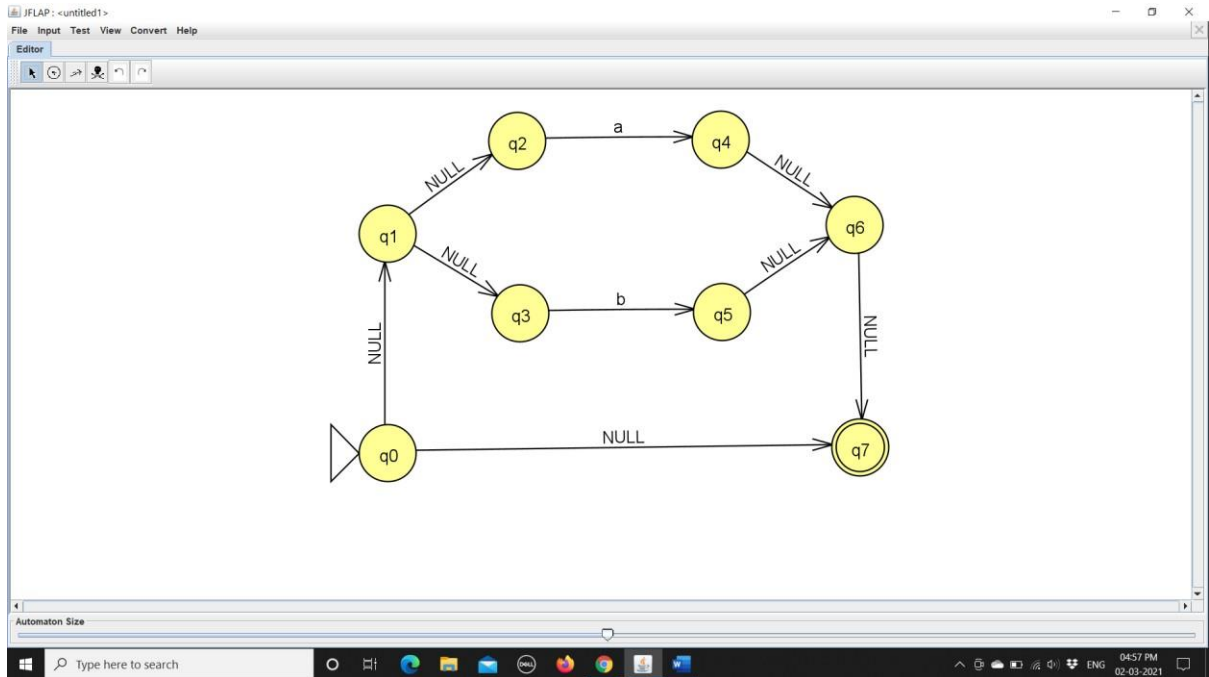 JFLAP : <untitled1>
File Input Test View Convert Help
Editor
a
q2
q4
NULL
NULL
q1
q6
NULL
NULL
b
q3
q5
NULL
NULL
NULL
q0
q7
Automaton Size
Type here to search
DELL
W
ENG
04:57 PM
02-03-2021